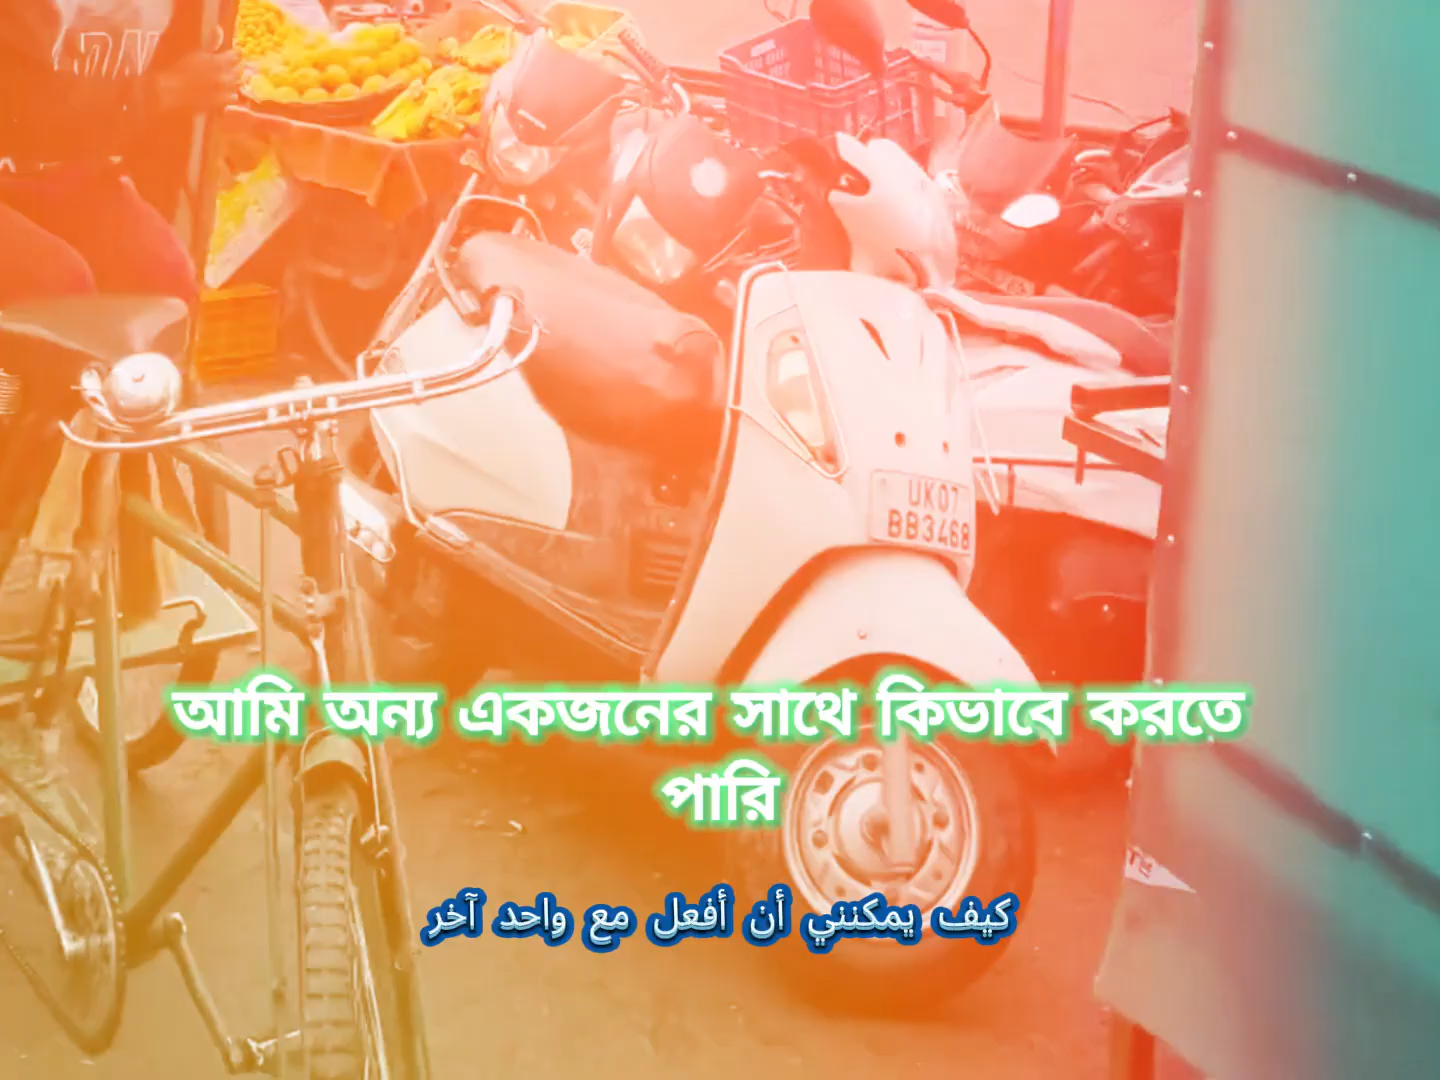 UK07
BB3468
আমি অন্য একজনের সাথে কিভাবে করতে
পারি
كيف يمكنني أن أفعل مع واحد آخر